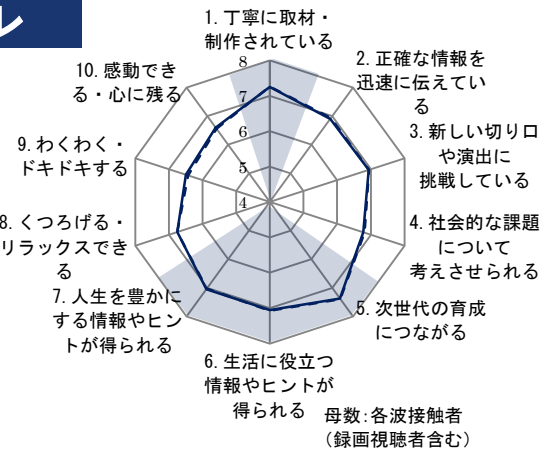 レ
1. 丁寧に取材・
制作されている
2. 正確な情報を
迅速に伝えてい
る
3. 新しい切り口
や演出に
挑戦している
4. 社会的な課題
について
考えさせられる
5. 次世代の育成
につながる
6. 生活に役立つ
情報やヒントが
得られる
7. 人生を豊かに
する情報やヒン
トが得られる
8. くつろげる・
リラックスでき
る
9. わくわく・
ドキドキする
10. 感動でき
る・心に残る
8
7
6
5
4
母数：各波接触者
（録画視聴者含む）